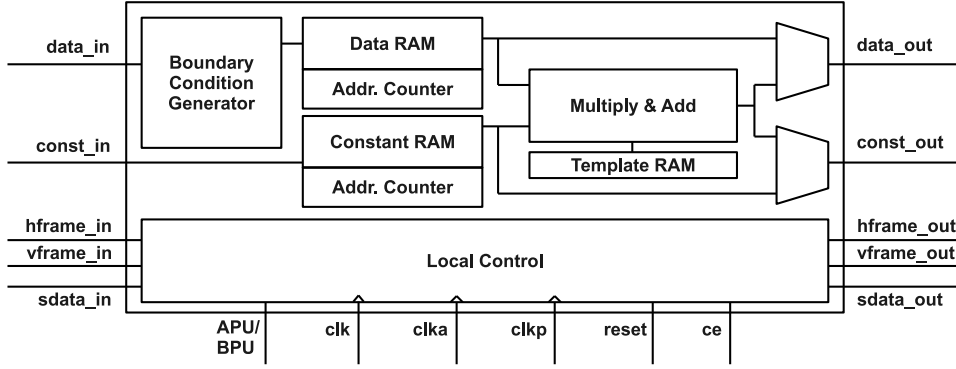 data_in
Boundary
Condition
Generator
Data RAM
Addr. Counter
Multiply & Add
data_out
const_in
Constant RAM
Addr. Counter
Template RAM
const_out
hframe_in
vframe_in
sdata_in
Local Control
hframe_out
vframe_out
sdata_out
APU/
BPU
clk
clka
clkp
reset
ce